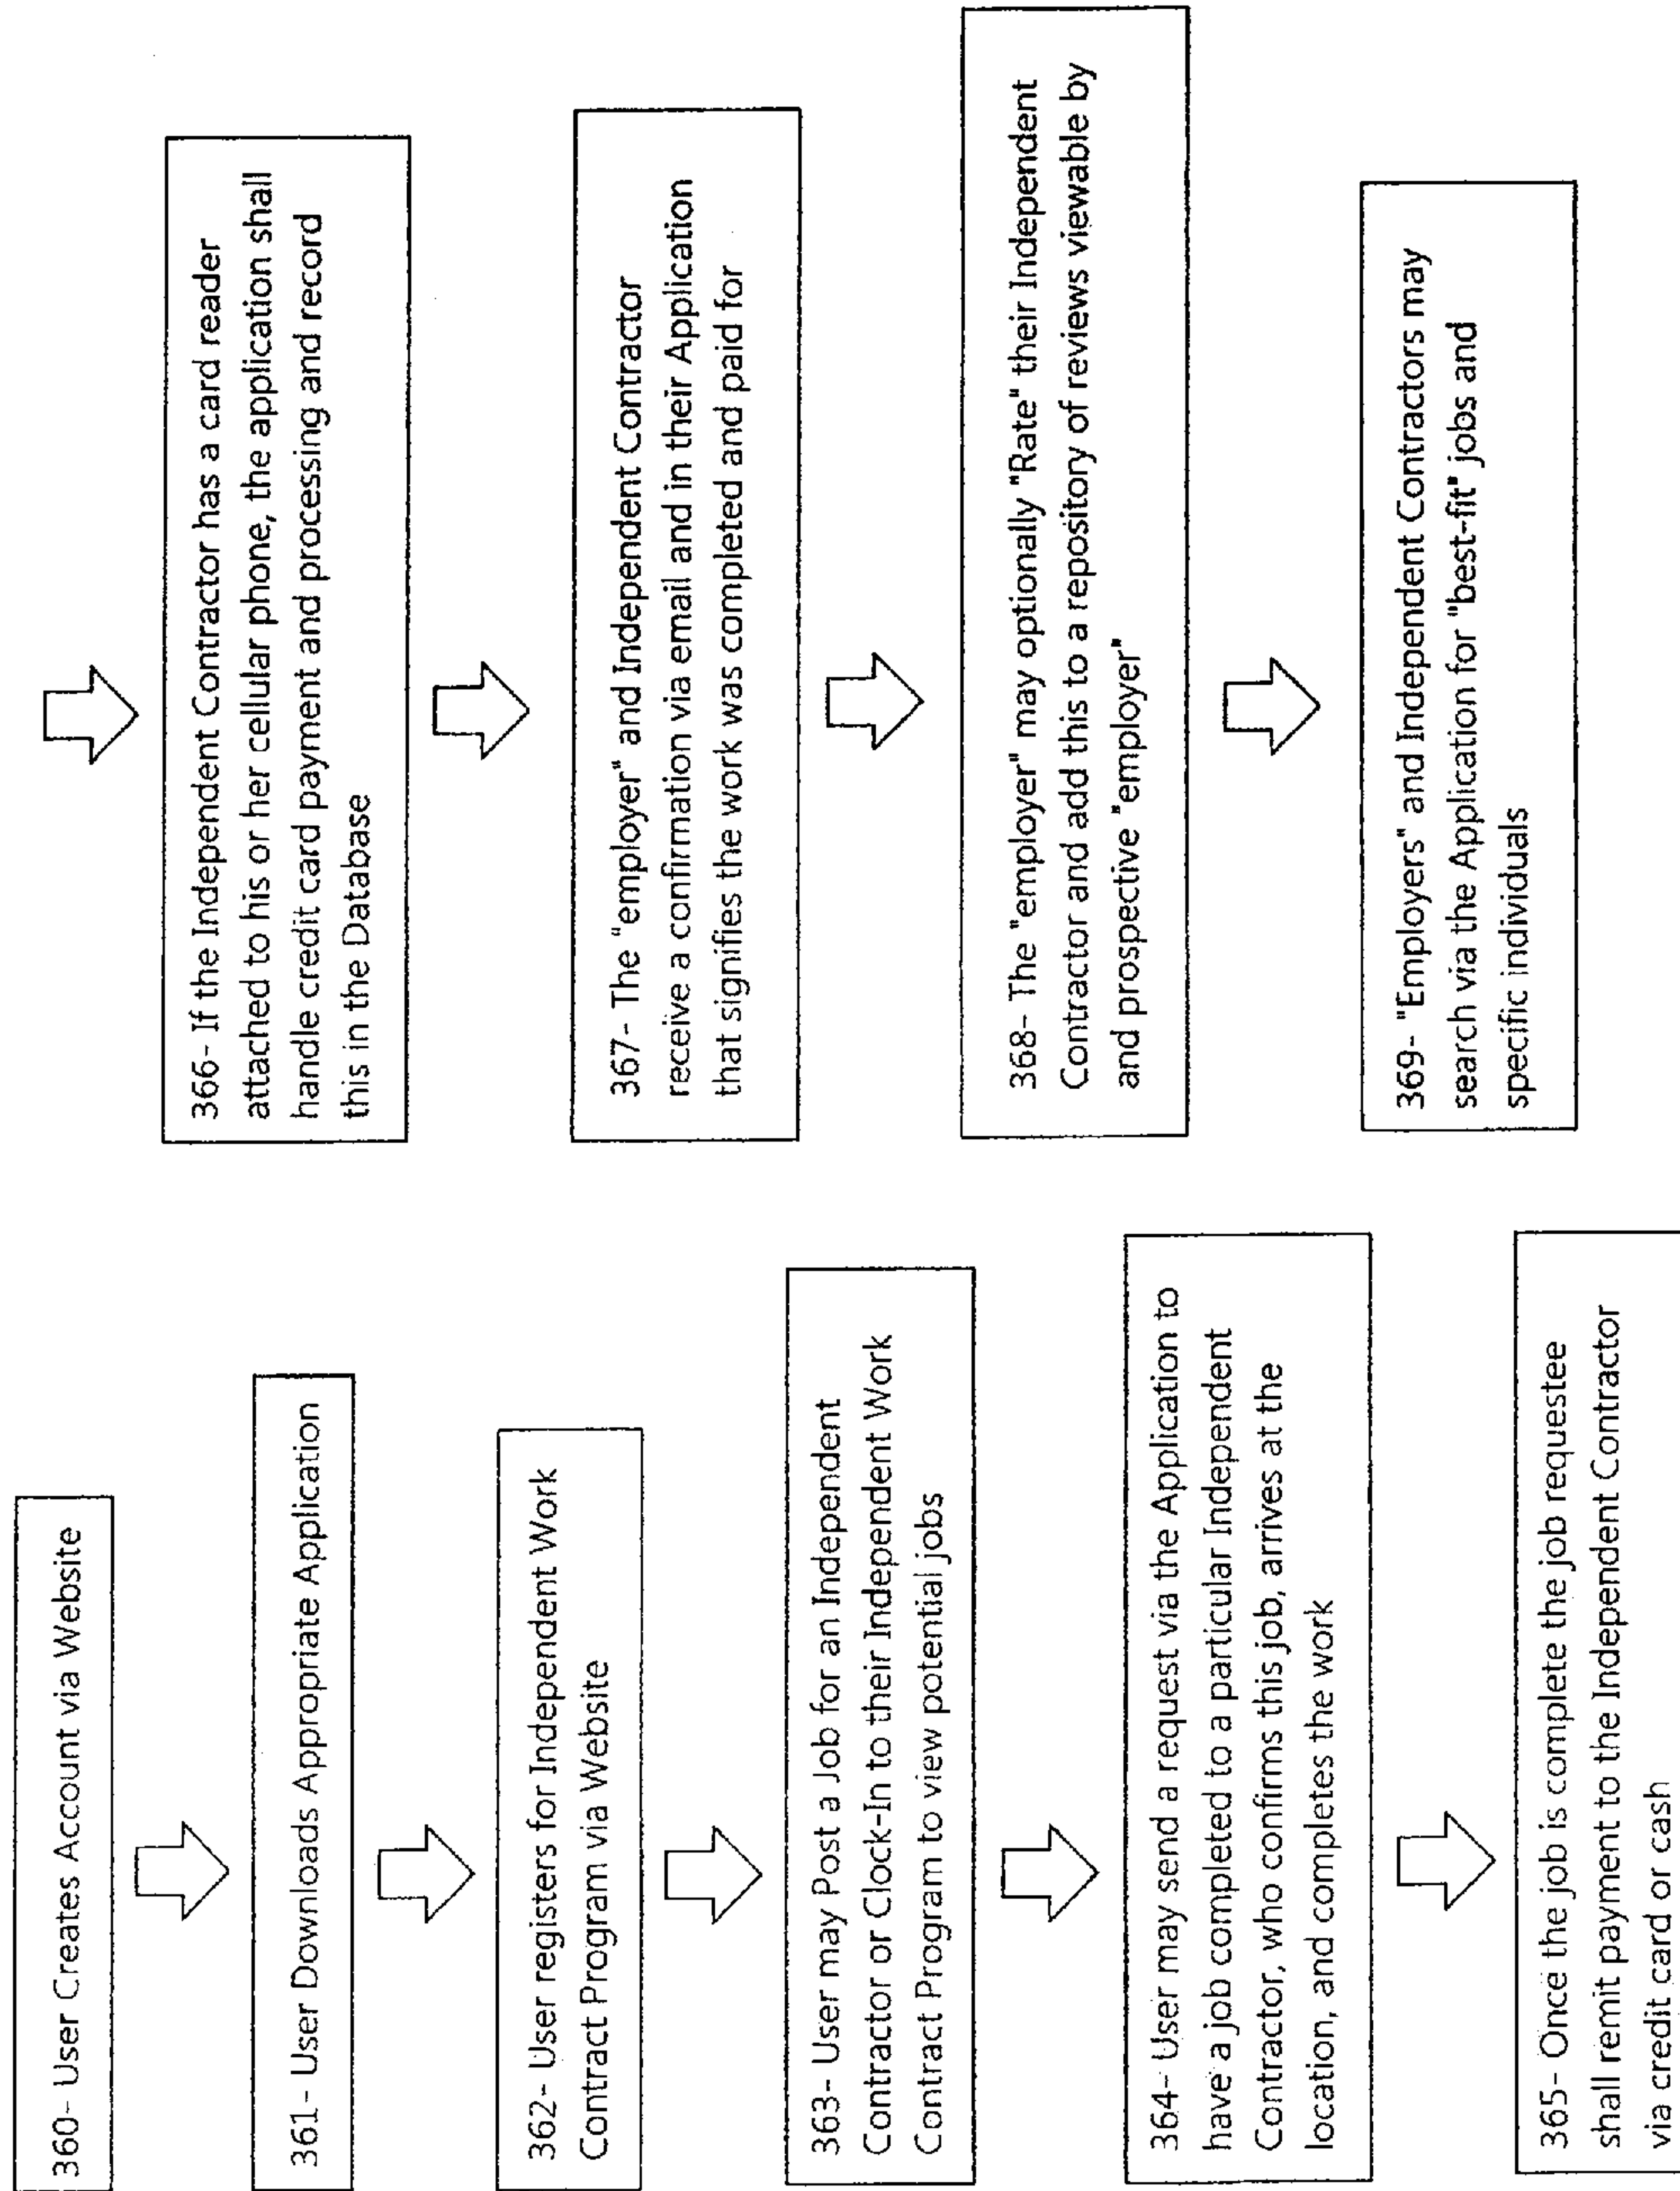 360- User Creates Account via Website
361- User Downloads Appropriate Application
362- User registers for Independent Work
Contract Program via Website
363- User may Post a Job for an Independent
Contractor or Clock-In to their Independent Work
Contract Program to view potential jobs
364- User may send a request via the Application to
have a job completed to a particular Independent
Contractor, who confirms this job, arrives at the
location, and completes the work
365- Once the job is complete the job requestee
shall remit payment to the Independent Contractor
via credit card or cash
366- If the Independent Contractor has a card reader
attached to his or her cellular phone, the application shall
handle credit card payment and processing and record
this in the Database
367- The "employer" and Independent Contractor
receive a confirmation via email and in their Application
that signifies the work was completed and paid for
368- The "employer" may optionally "Rate" their Independent
Contractor and add this to a repository of reviews viewable by
and prospective "employer"
369- "Employers" and Independent Contractors may
search via the Application for "best-fit" jobs and
specific individuals